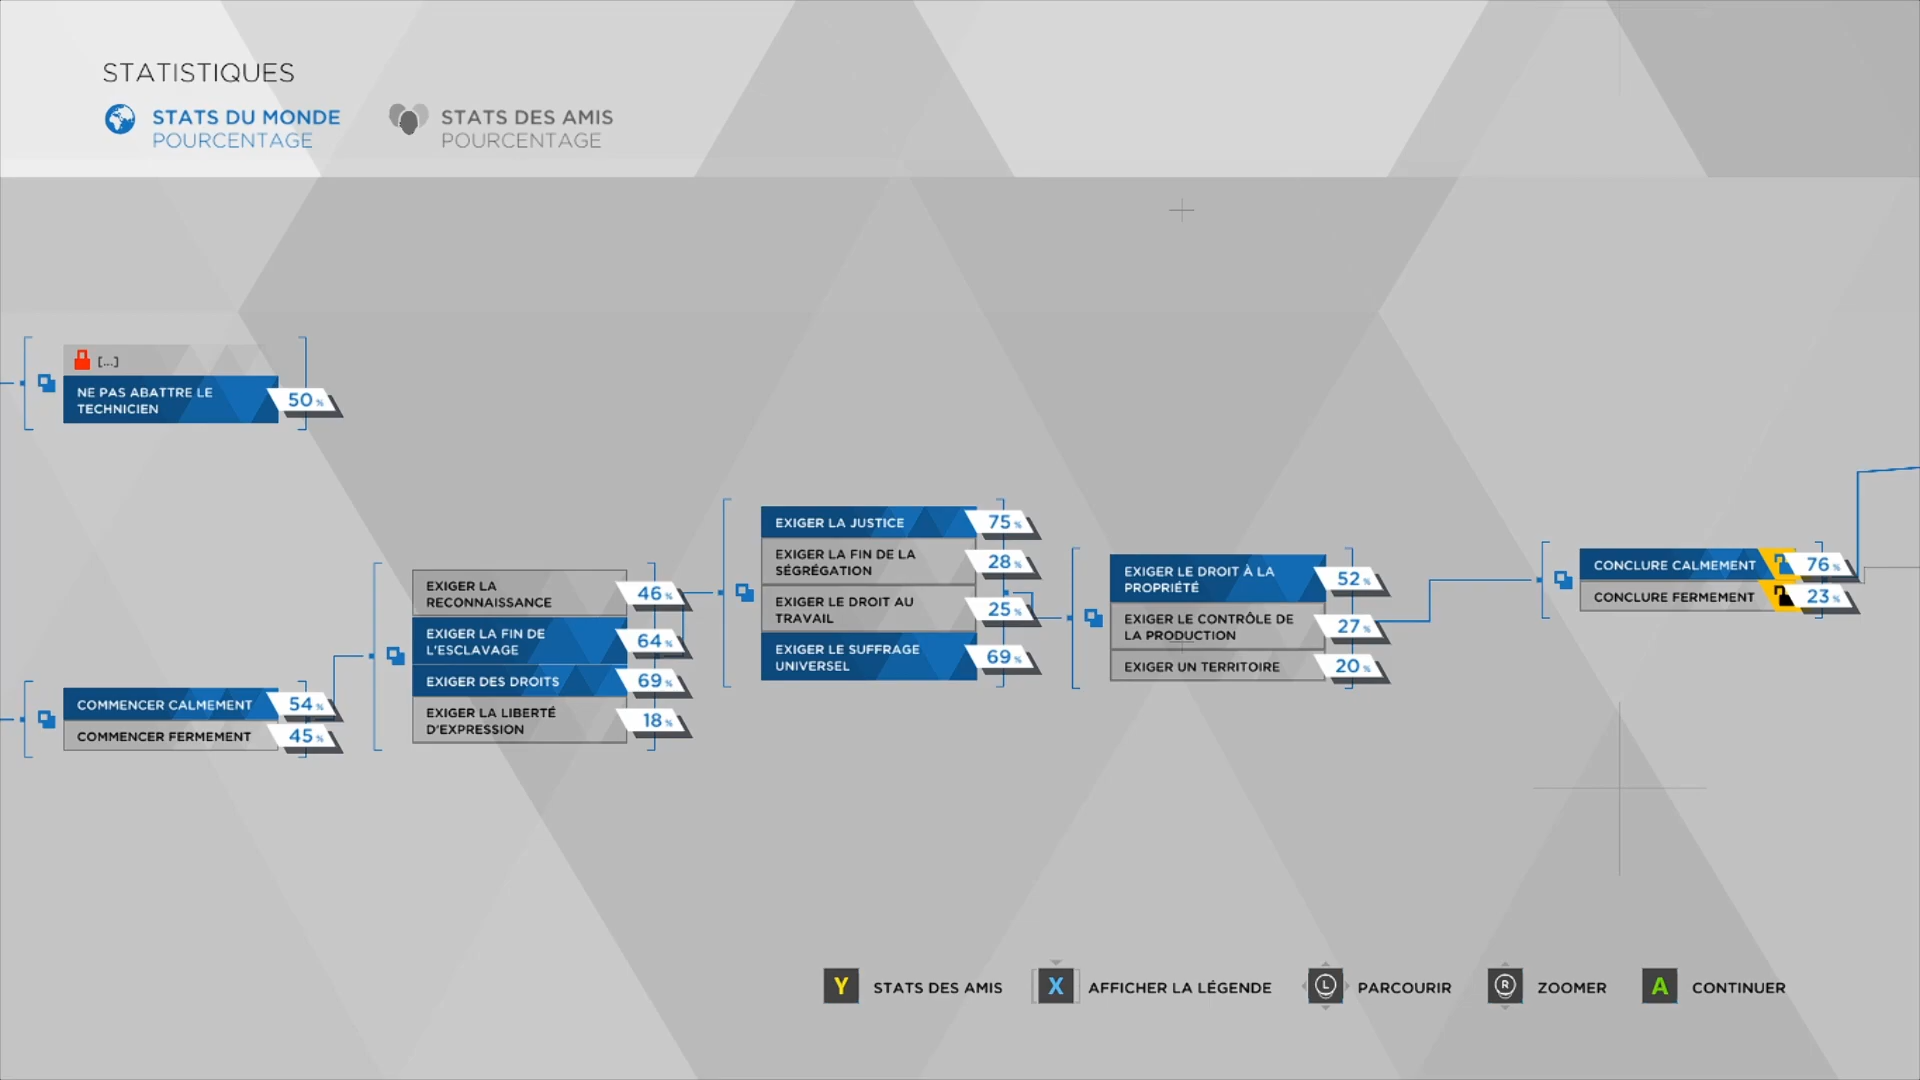 STATISTIQUES
STATS DU MONDE
POURCENTAGE
STATS DES AMIS
POURCENTAGE
[...]
NE PAS ABATTRE LE
TECHNICIEN
50%
COMMENCER CALMEMENT 54%
COMMENCER FERMEMENT 45%
EXIGER LA
RECONNAISSANCE
46%
EXIGER LA FIN DE
L'ESCLAVAGE
64%
EXIGER DES DROITS 69%
EXIGER LA LIBERTÉ
D'EXPRESSION
18%
EXIGER LA JUSTICE 75%
EXIGER LA FIN DE LA
SÉGRÉGATION
28%
EXIGER LE DROIT AU
TRAVAIL
25%
EXIGER LE SUFFRAGE
UNIVERSEL
69%
EXIGER LE DROIT À LA
PROPRIÉTÉ
52%
EXIGER LE CONTRÔLE DE
LA PRODUCTION
27%
EXIGER UN TERRITOIRE 20%
CONCLURE CALMEMENT 76%
CONCLURE FERMEMENT 23%
Y STATS DES AMIS X AFFICHER LA LÉGENDE L PARCOURIR R ZOOMER A CONTINUER